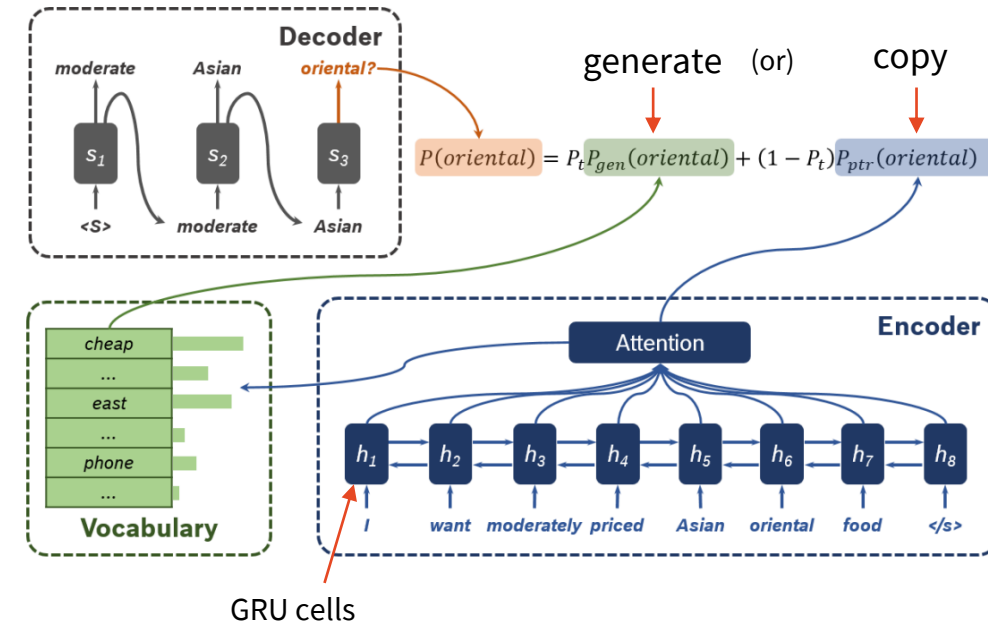 Decoder
moderate Asian oriental?
s1 s2 s3
<S> moderate Asian
generate (or) copy
P(oriental) = PtPgen(oriental) + (1 − Pt)Pptr(oriental)
cheap
...
east
...
phone
...
Vocabulary
Encoder
Attention
h1 h2 h3 h4 h5 h6 h7 h8
I want moderately priced Asian oriental food </s>
GRU cells